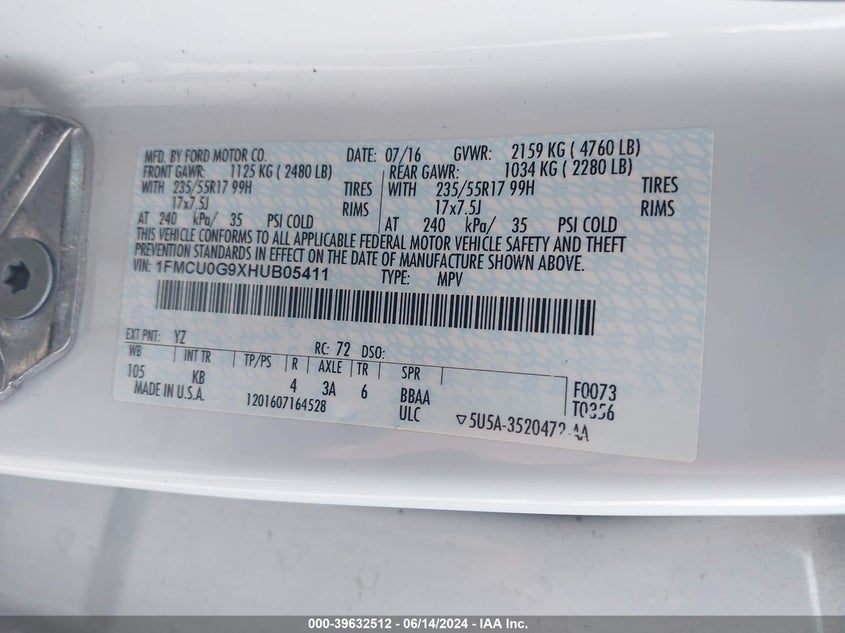 MFD. BY FORD MOTOR CO. DATE: 07/16 GVWR: 2159 KG ( 4760 LB)
FRONT GAWR: 1125 KG ( 2480 LB) REAR GAWR: 1034 KG ( 2280 LB)
WITH 235/55R17 99H TIRES WITH 235/55R17 99H TIRES
17x7.5J RIMS 17x7.5J RIMS
AT 240 kPa/ 35 PSI COLD AT 240 kPa/ 35 PSI COLD
THIS VEHICLE CONFORMS TO ALL APPLICABLE FEDERAL MOTOR VEHICLE SAFETY AND THEFT
PREVENTION STANDARDS IN EFFECT ON THE DATE OF MANUFACTURE SHOWN ABOVE.
VIN: 1FMCU0G9XHUB05411 TYPE: MPV
EXT PNT: YZ RC: 72 DSO:
WB INT TR TP/PS R AXLE TR SPR
105 KB 4 3A 6 BBAA F0073
MADE IN U.S.A. 1201607164528 ULC T0356
▽5U5A-3520472-AA
000-39632512 - 06/14/2024 - IAA Inc.